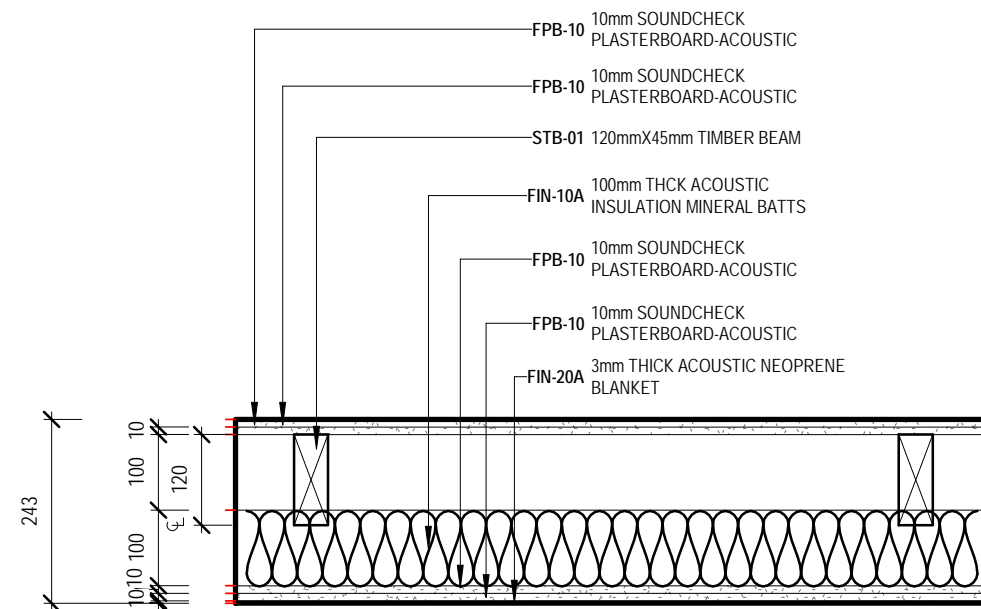 FPB-10 10mm SOUNDCHECK
PLASTERBOARD-ACOUSTIC
FPB-10 10mm SOUNDCHECK
PLASTERBOARD-ACOUSTIC
STB-01 120mmX45mm TIMBER BEAM
FIN-10A 100mm THCK ACOUSTIC
INSULATION MINERAL BATTS
FPB-10 10mm SOUNDCHECK
PLASTERBOARD-ACOUSTIC
FPB-10 10mm SOUNDCHECK
PLASTERBOARD-ACOUSTIC
FIN-20A 3mm THICK ACOUSTIC NEOPRENE
BLANKET
243
10
100
120
CL
100
10
10